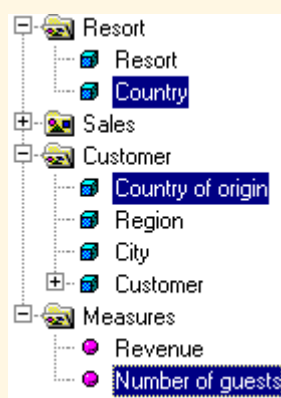 Resort
Resort
Country
Sales
Customer
Country of origin
Region
City
Customer
Measures
Revenue
Number of guests